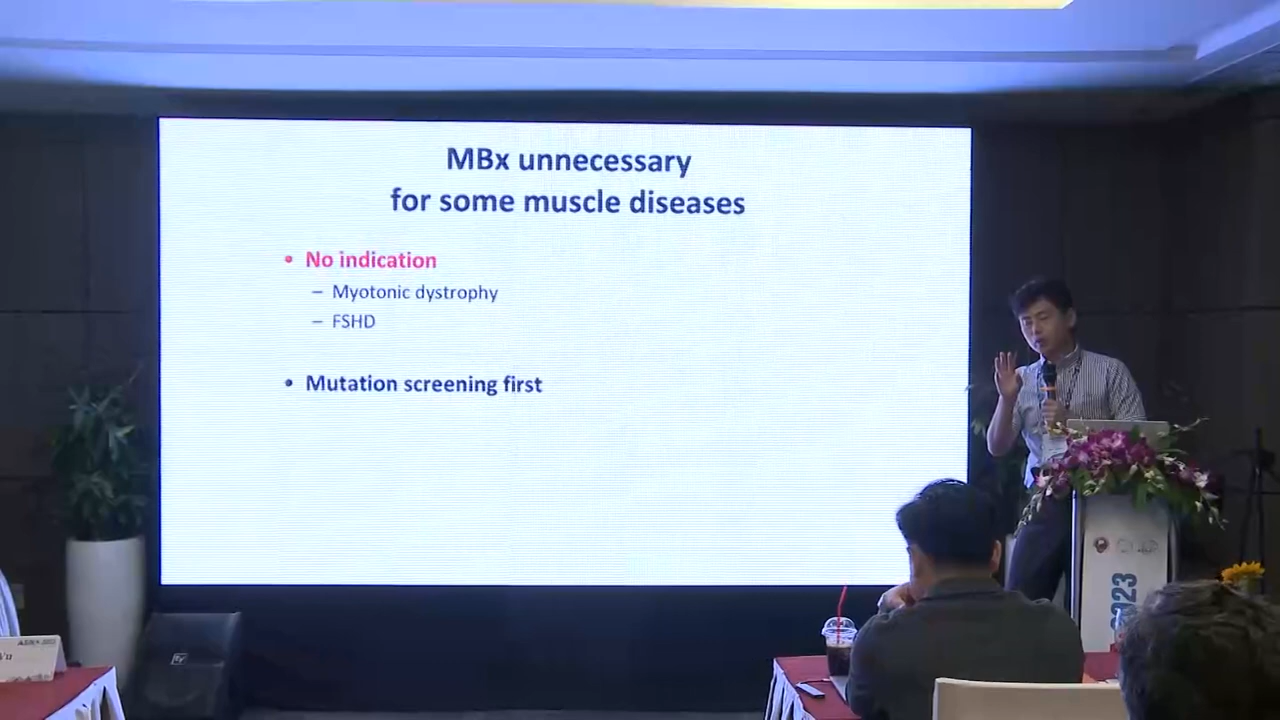 MBx unnecessary
for some muscle diseases
• No indication
– Myotonic dystrophy
– FSHD
• Mutation screening first
2023